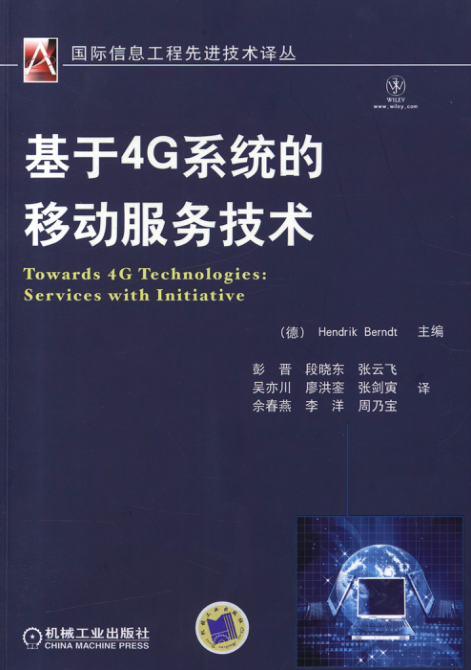 国际信息工程先进技术译丛
WILEY
www.wiley.com
基于4G系统的
移动服务技术
Towards 4G Technologies:
Services with Initiative
(德) Hendrik Berndt 主编
彭 晋 段晓东 张云飞
吴亦川 廖洪銮 张剑寅 译
佘春燕 李 洋 周乃宝
机械工业出版社
CHINA MACHINE PRESS